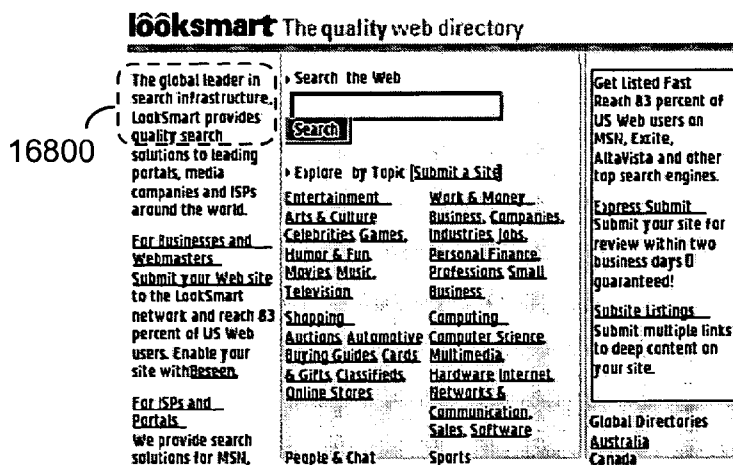 lôôksmart The quality web directory
16800
The global leader in
search infrastructure,
LookSmart provides
quality search
solutions to leading
portals, media
companies and ISPs
around the world.
For Businesses and
Webmasters
Submit your Web site
to the LookSmart
network and reach 83
percent of US Web
users. Enable your
site with Beseen.
For ISPs and
Portals
We provide search
solutions for MSN,
› Search the Web
Search
› Explore by Topic [Submit a Site]
Entertainment
Arts & Culture
Celebrities, Games,
Humor & Fun
Movies, Music,
Television
Shopping
Auctions, Automotive
Buying Guides, Cards
& Gifts, Classifieds,
Online Stores
People & Chat
Work & Money
Business, Companies,
Industries, Jobs,
Personal Finance,
Professions, Small
Business
Computing
Computer Science,
Multimedia,
Hardware, Internet,
Networks &
Communication,
Sales, Software
Sports
Get Listed Fast
Reach 83 percent of
US Web users on
MSN, Excite,
AltaVista and other
top search engines.
Express Submit
Submit your site for
review within two
business days
guaranteed!
Subsite Listings
Submit multiple links
to deep content on
your site.
Global Directories
Australia
Canada